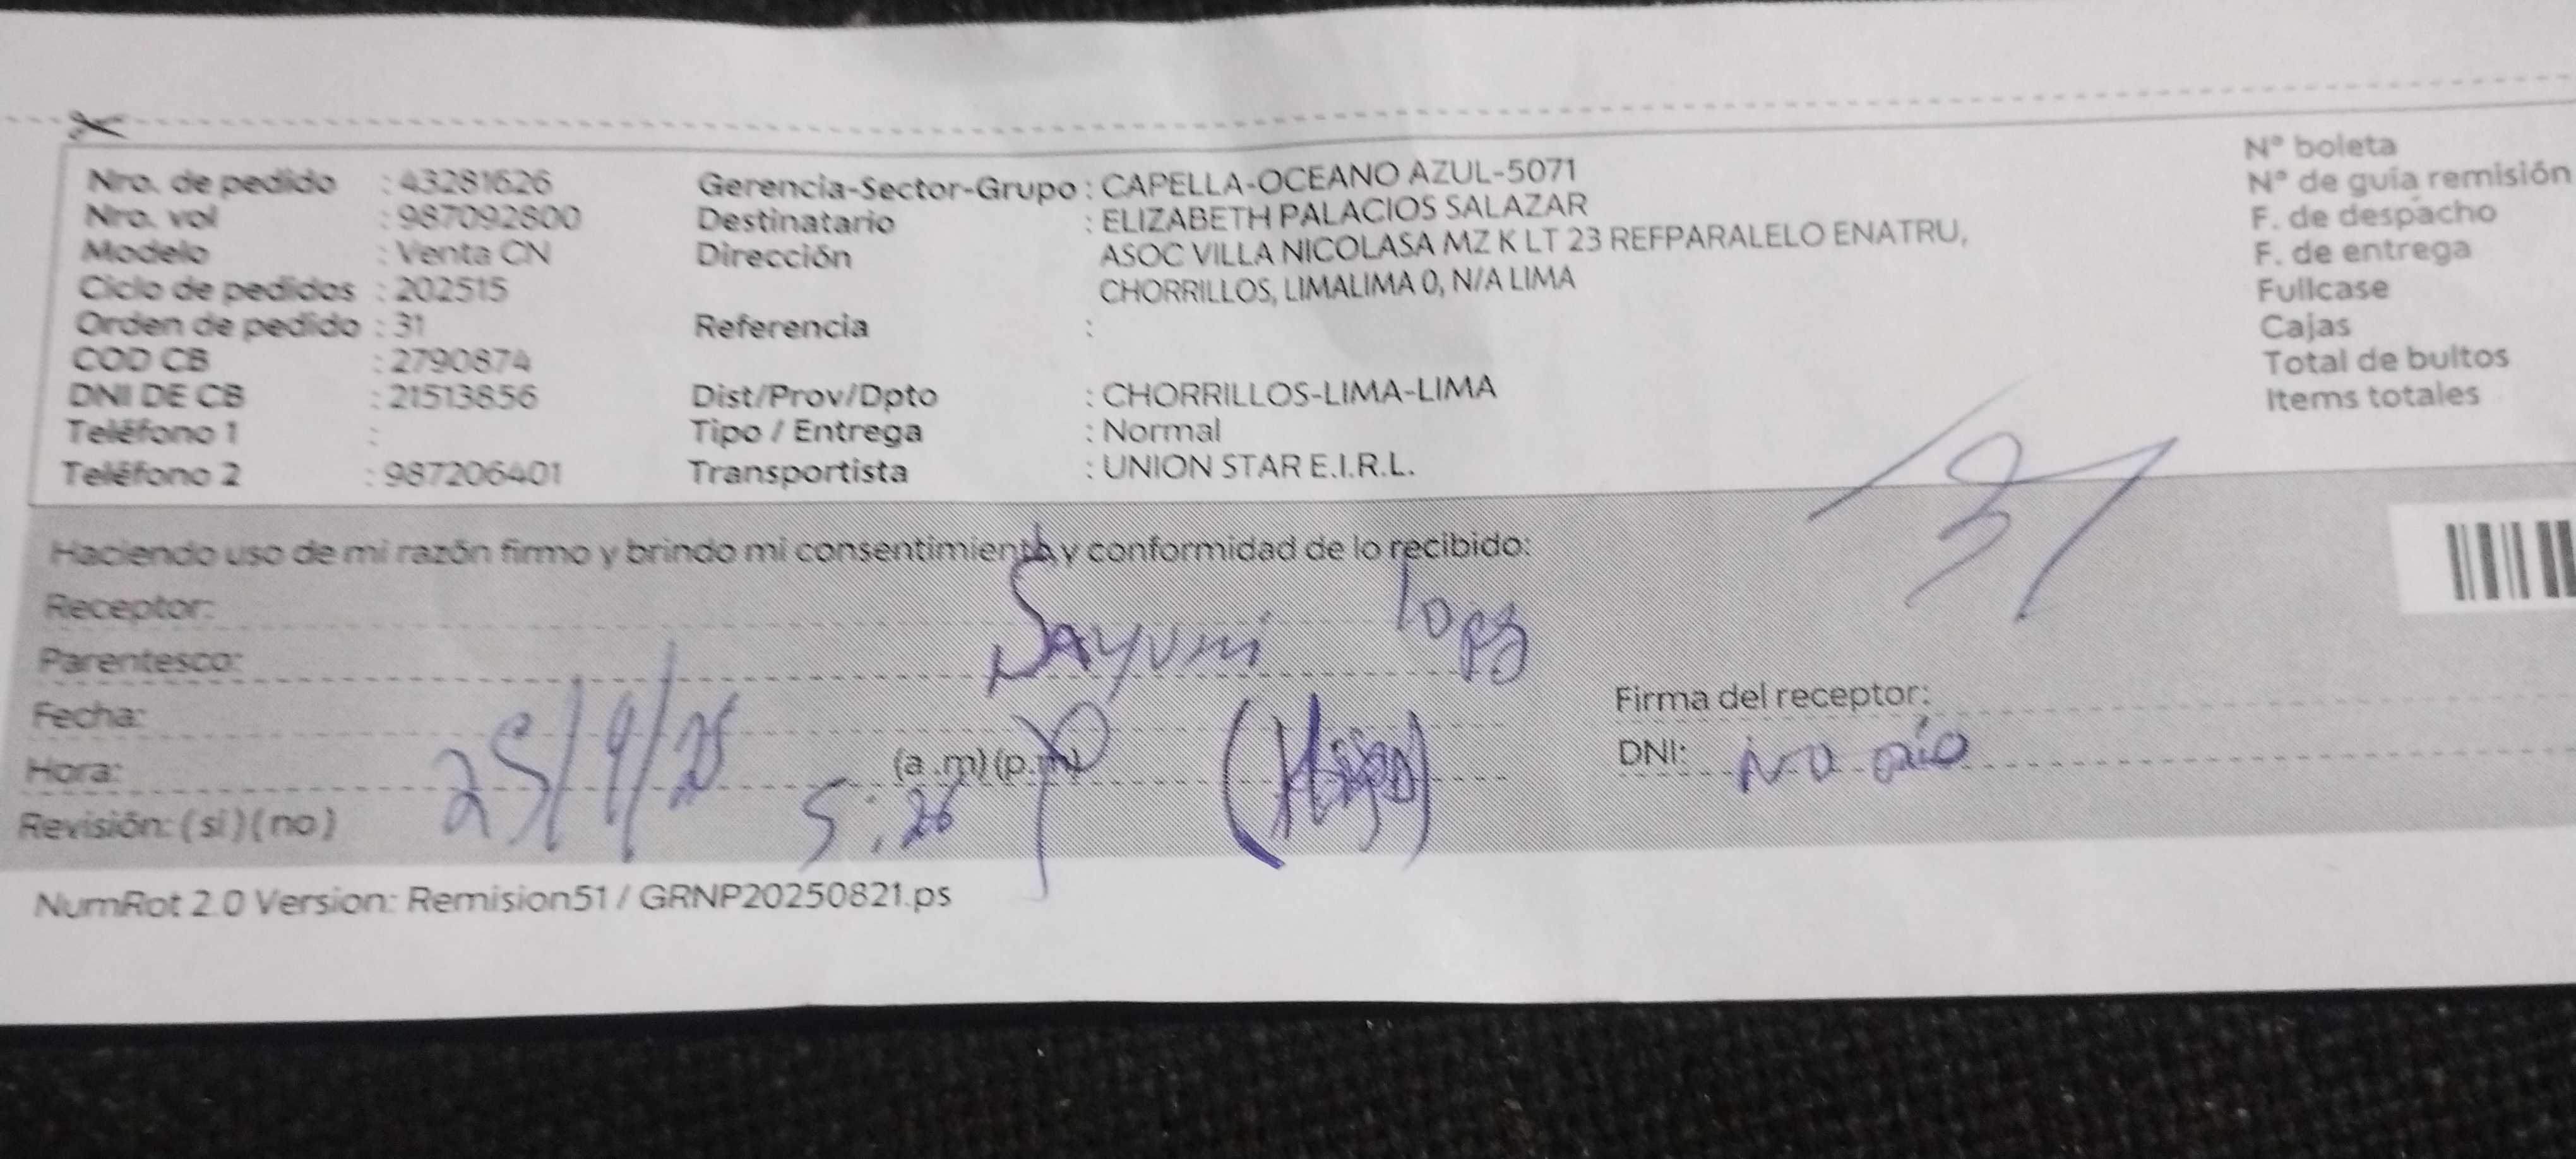 Nro. de pedido : 43281626
Nro. vol : 987092800
Modelo : Venta CN
Ciclo de pedidos : 202515
Orden de pedido : 31
COD CB : 2790874
DNI DE CB : 21513856
Teléfono 1 :
Teléfono 2 : 987206401
Gerencia-Sector-Grupo : CAPELLA-OCEANO AZUL-5071
Destinatario : ELIZABETH PALACIOS SALAZAR
Dirección ASOC VILLA NICOLASA MZ K LT 23 REFPARALELO ENATRU,
CHORRILLOS, LIMALIMA 0, N/A LIMA
Referencia :
Dist/Prov/Dpto : CHORRILLOS-LIMA-LIMA
Tipo / Entrega : Normal
Transportista : UNION STAR E.I.R.L.
N° boleta
N° de guía remisión
F. de despacho
F. de entrega
Fullcase
Cajas
Total de bultos
Items totales
31
Haciendo uso de mi razón firmo y brindo mi consentimiento y conformidad de lo recibido:
Receptor:
Sayumi
Parentesco:
Fecha: 25/9/25
Hora: 5:26 (a.m) (p.m)
(Hija)
Revisión: (si) (no)
Firma del receptor:
DNI: no dio
NumRot 2.0 Version: Remision51 / GRNP20250821.ps